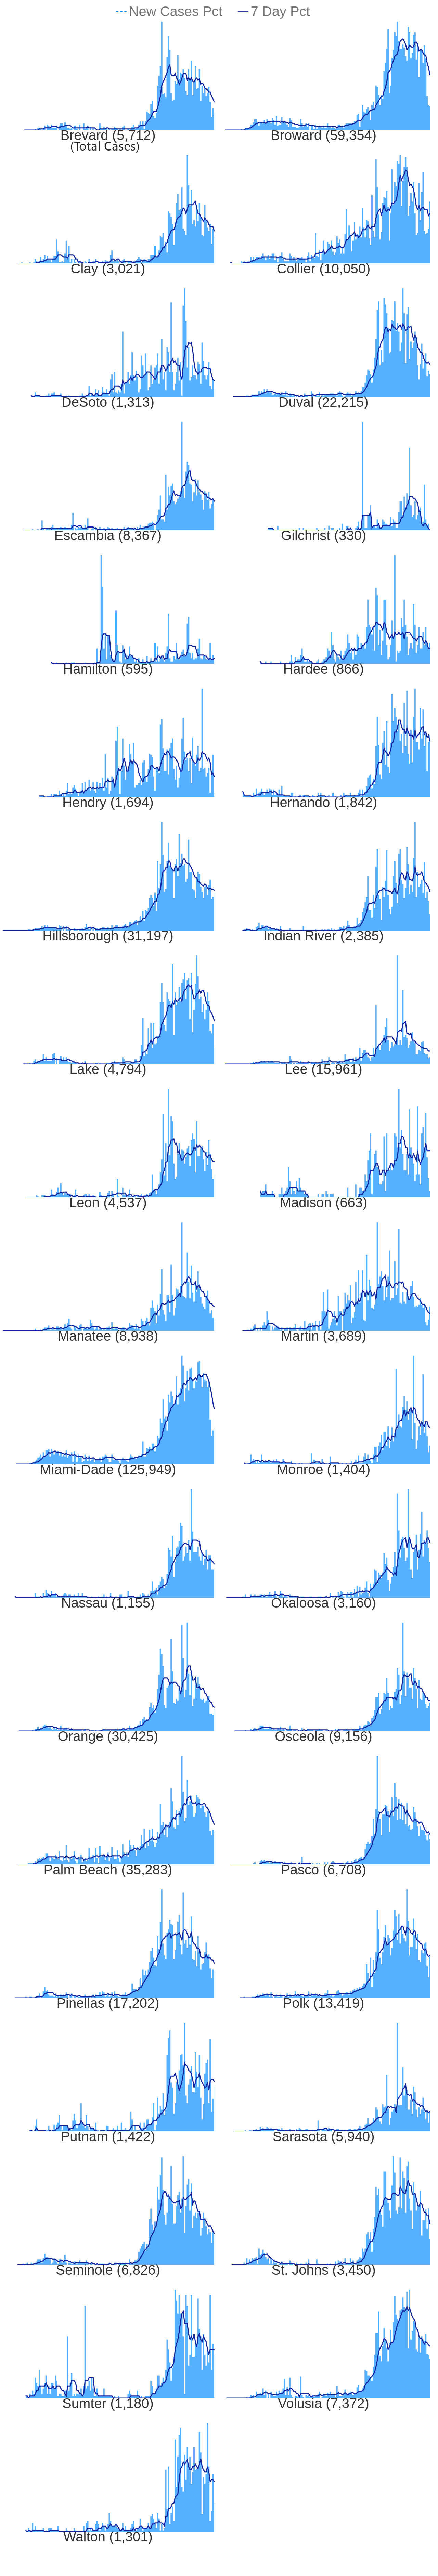 New Cases Pct 7 Day Pct
Brevard (5,712) Broward (59,354)
(Total Cases)
Clay (3,021) Collier (10,050)
DeSoto (1,313) Duval (22,215)
Escambia (8,367) Gilchrist (330)
Hamilton (595) Hardee (866)
Hendry (1,694) Hernando (1,842)
Hillsborough (31,197) Indian River (2,385)
Lake (4,794) Lee (15,961)
Leon (4,537) Madison (663)
Manatee (8,938) Martin (3,689)
Miami-Dade (125,949) Monroe (1,404)
Nassau (1,155) Okaloosa (3,160)
Orange (30,425) Osceola (9,156)
Palm Beach (35,283) Pasco (6,708)
Pinellas (17,202) Polk (13,419)
Putnam (1,422) Sarasota (5,940)
Seminole (6,826) St. Johns (3,450)
Sumter (1,180) Volusia (7,372)
Walton (1,301)